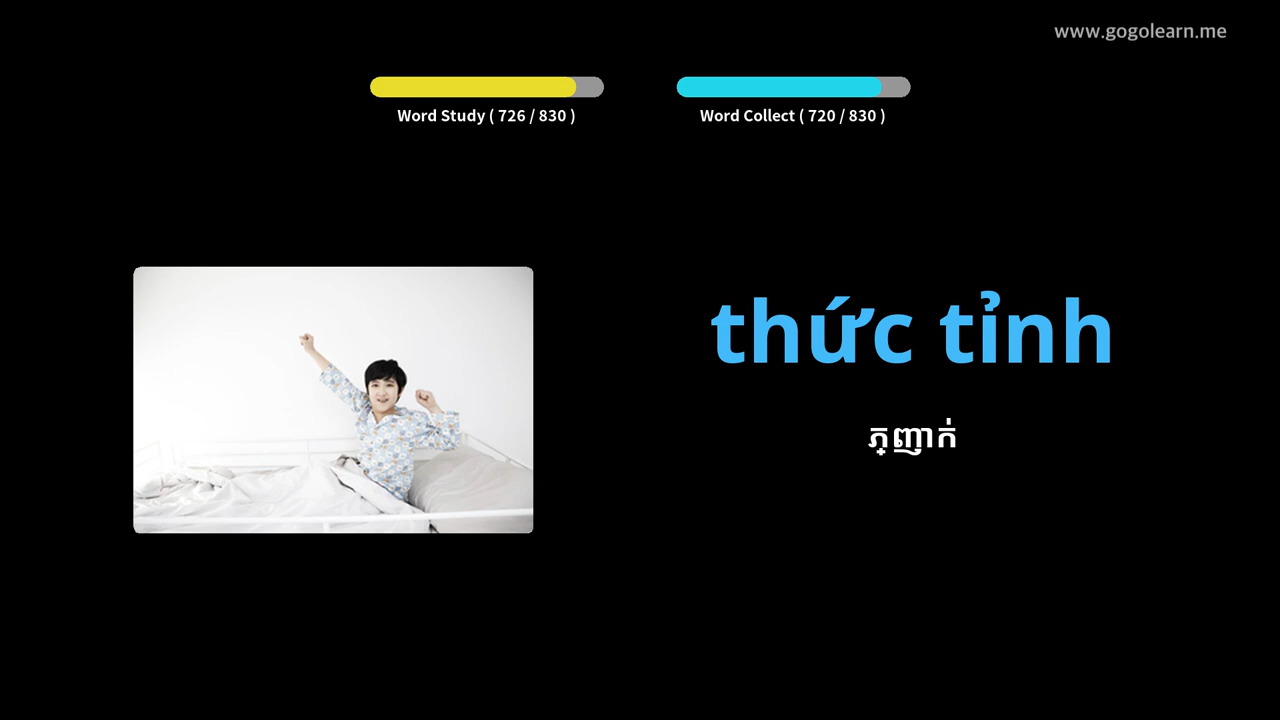 www.gogolearn.me
Word Study ( 726 / 830 )
Word Collect ( 720 / 830 )
thức tỉnh
ភ្ញាក់